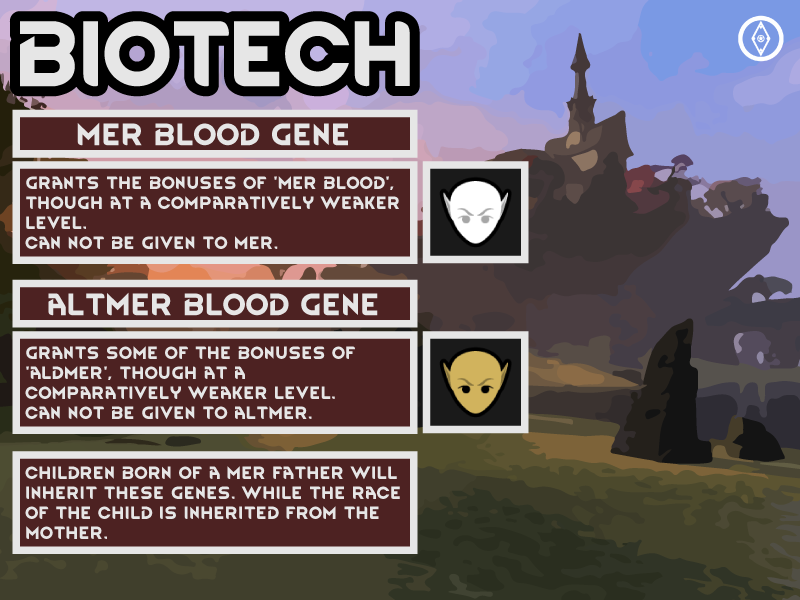 BIOTECH
MER BLOOD GENE
GRANTS THE BONUSES OF 'MER BLOOD',
THOUGH AT A COMPARATIVELY WEAKER
LEVEL.
CAN NOT BE GIVEN TO MER.
ALTMER BLOOD GENE
GRANTS SOME OF THE BONUSES OF
'ALDMER', THOUGH AT A
COMPARATIVELY WEAKER LEVEL.
CAN NOT BE GIVEN TO ALTMER.
CHILDREN BORN OF A MER FATHER WILL
INHERIT THESE GENES. WHILE THE RACE
OF THE CHILD IS INHERITED FROM THE
MOTHER.